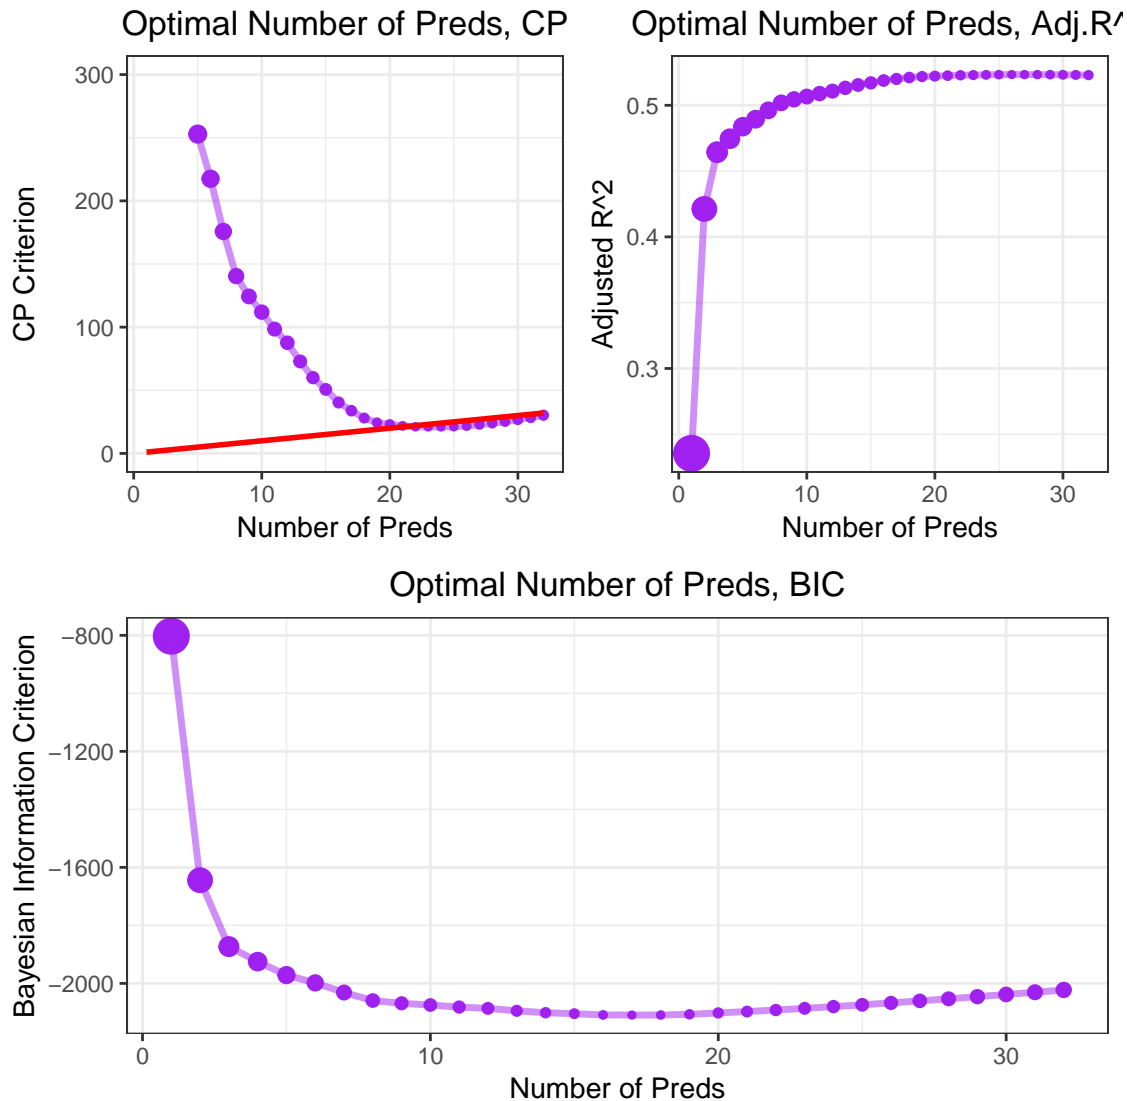 Optimal Number of Preds, CP
300
200
100
0
0 10 20 30
CP Criterion
Number of Preds
Optimal Number of Preds, Adj.R^
0.5
0.4
0.3
0 10 20 30
Adjusted R^2
Number of Preds
Optimal Number of Preds, BIC
−800
−1200
−1600
−2000
0 10 20 30
Bayesian Information Criterion
Number of Preds